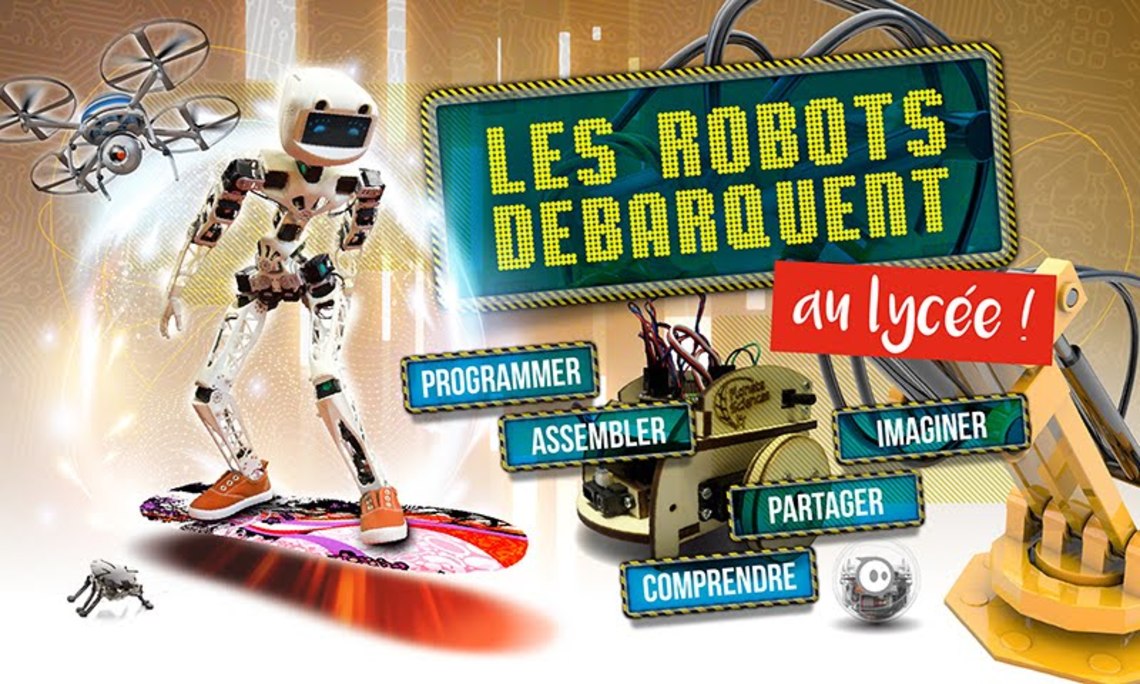 LES ROBOTS
DEBARQUENT
au lycée !
PROGRAMMER
ASSEMBLER
IMAGINER
PARTAGER
COMPRENDRE